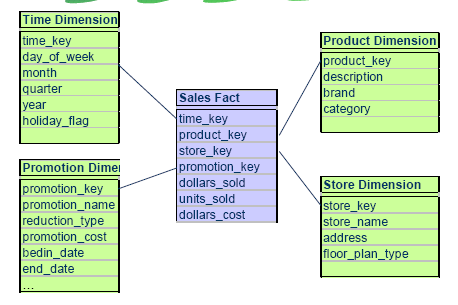 Time Dimension
time_key
day_of_week
month
quarter
year
holiday_flag
Promotion Dimer
promotion_key
promotion_name
reduction_type
promotion_cost
bedin_date
end_date
...
Sales Fact
time_key
product_key
store_key
promotion_key
dollars_sold
units_sold
dollars_cost
Product Dimension
product_key
description
brand
category
Store Dimension
store_key
store_name
address
floor_plan_type